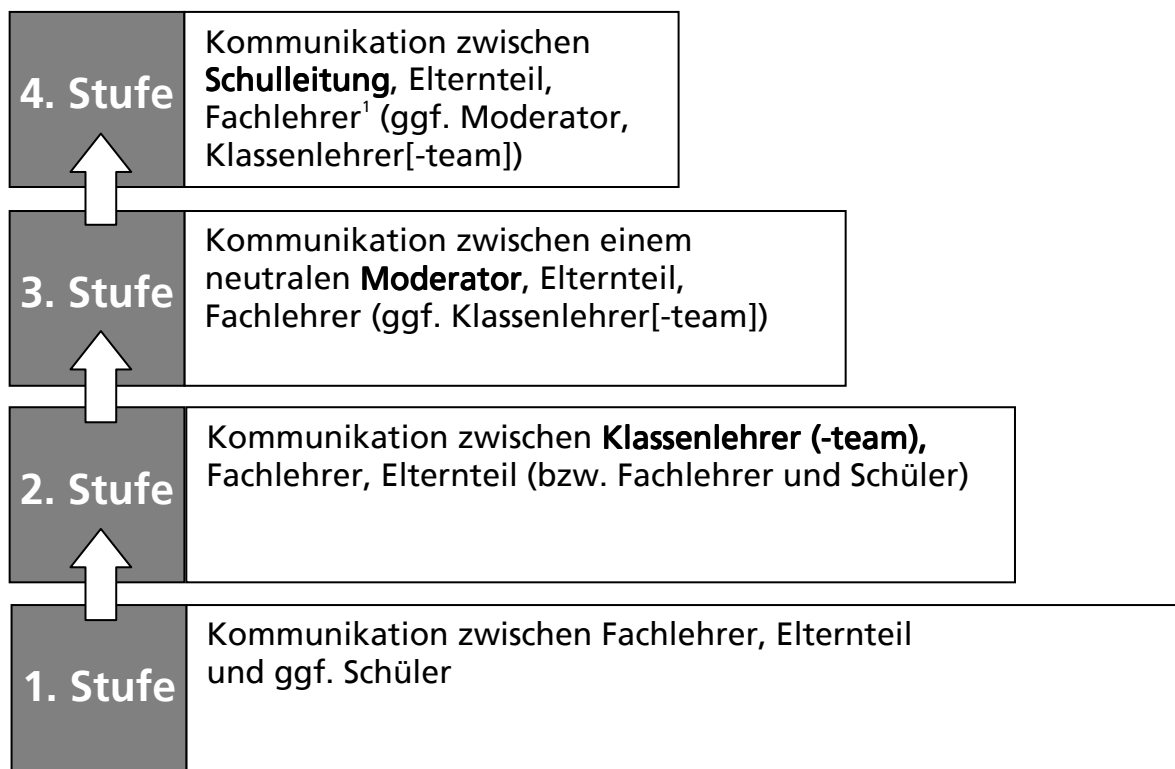 4. Stufe
Kommunikation zwischen
Schulleitung, Elternteil,
Fachlehrer¹ (ggf. Moderator,
Klassenlehrer[-team])
3. Stufe
Kommunikation zwischen einem
neutralen Moderator, Elternteil,
Fachlehrer (ggf. Klassenlehrer[-team])
2. Stufe
Kommunikation zwischen Klassenlehrer (-team),
Fachlehrer, Elternteil (bzw. Fachlehrer und Schüler)
1. Stufe
Kommunikation zwischen Fachlehrer, Elternteil
und ggf. Schüler